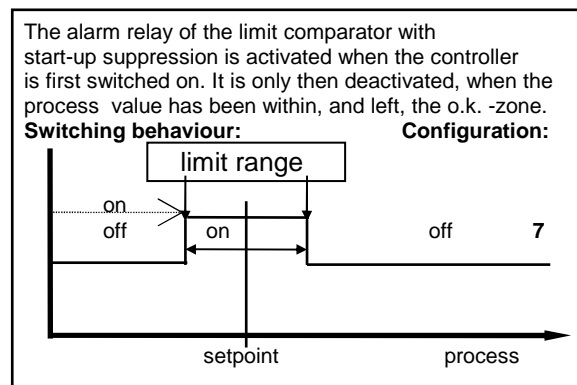 The alarm relay of the limit comparator with
start-up suppression is activated when the controller
is first switched on. It is only then deactivated, when the
process value has been within, and left, the o.k. -zone.
Switching behaviour: Configuration:
limit range
on
off on off 7
setpoint process